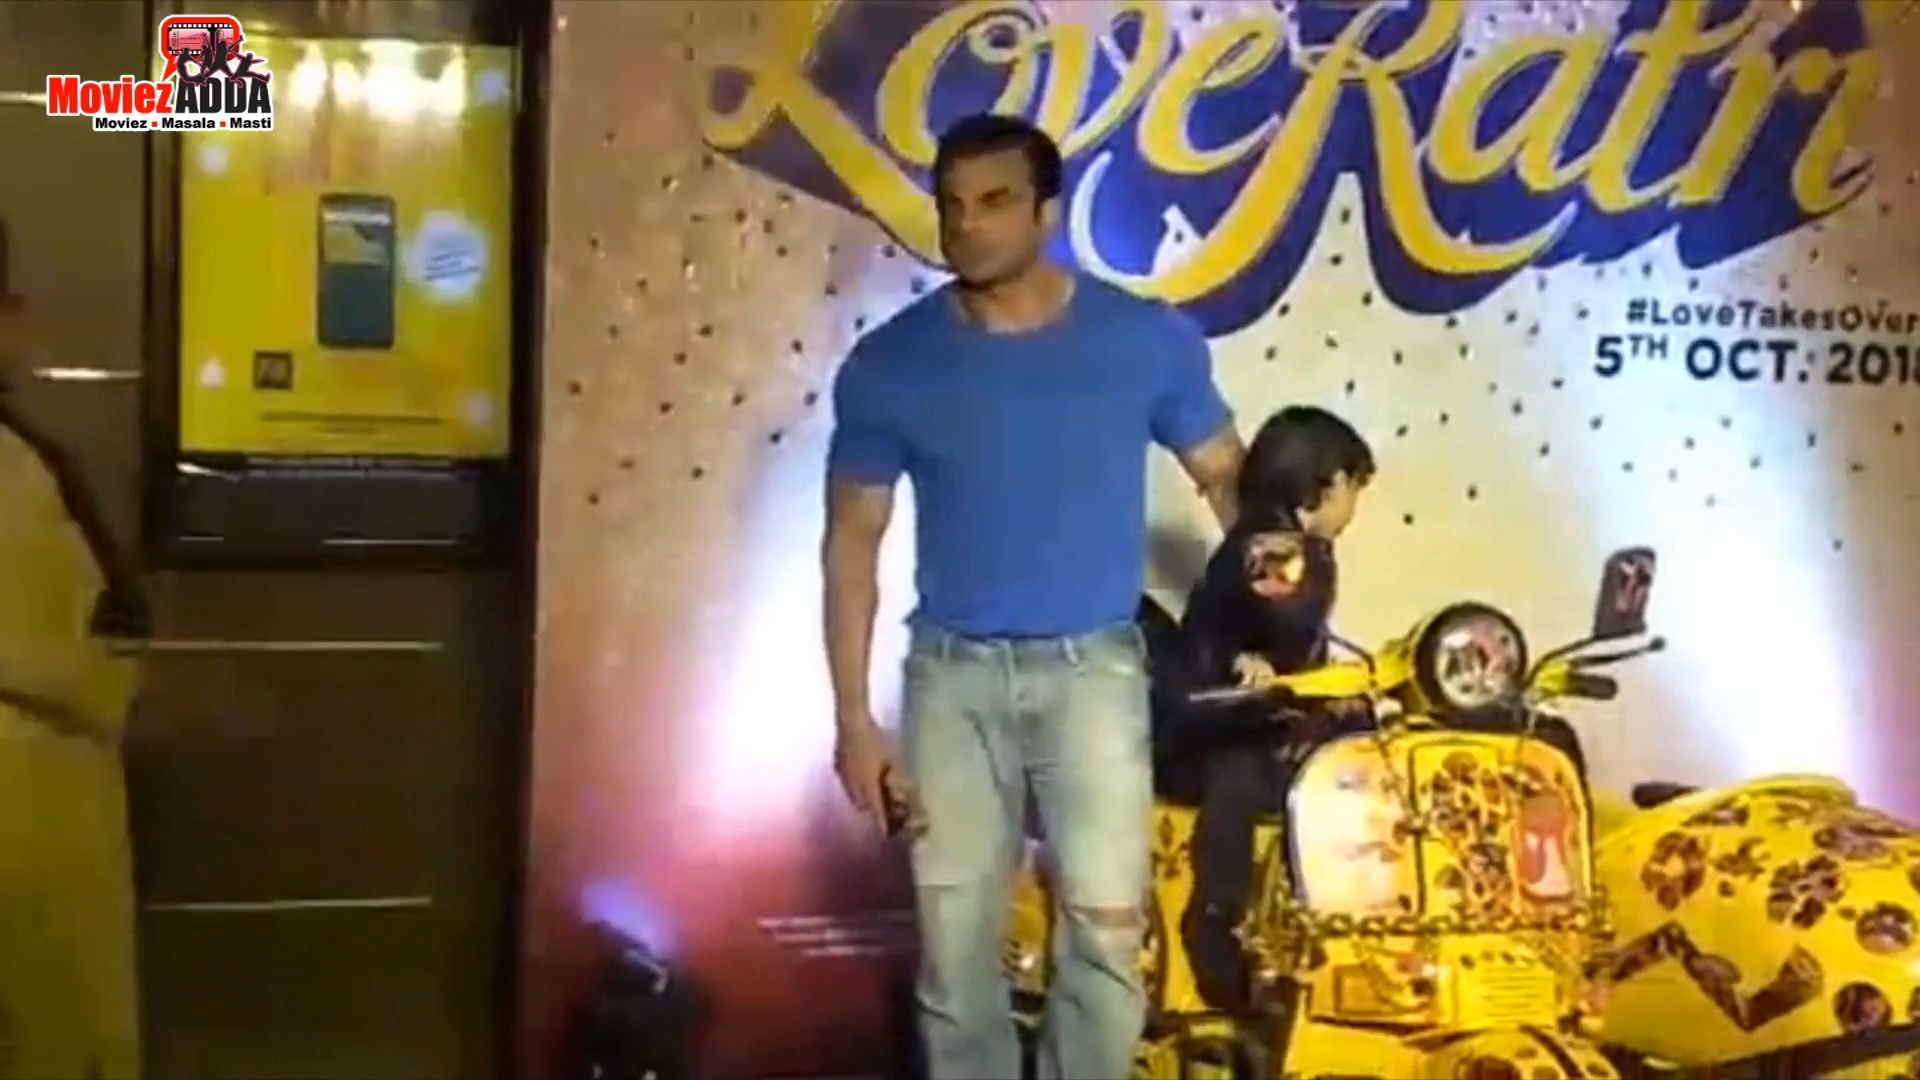 MoviezADDA
Moviez • Masala • Masti
LoveRatri
#LoveTakesOver
5TH OCT. 2018